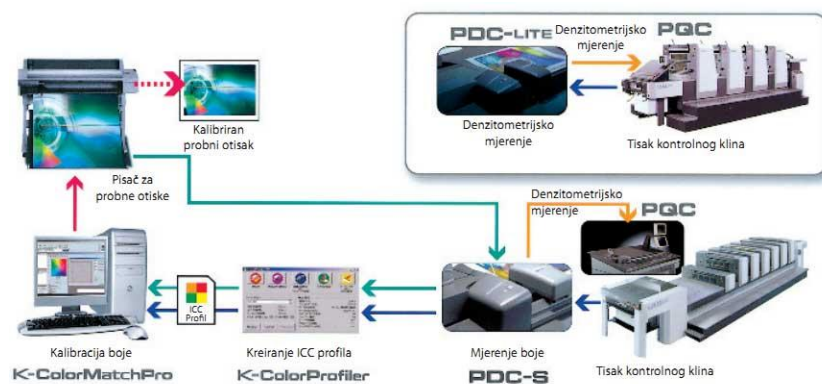 PDC-LITE
Denzitometrijsko
mjerenje
PQC
Denzitometrijsko
mjerenje
Tisak kontrolnog klina
Kalibriran
probni otisak
Pisač za
probne otiske
Denzitometrijsko
mjerenje
PQC
ICC
Profil
Kalibracija boje
K-ColorMatchPro
Kreiranje ICC profila
K-ColorProfiler
Mjerenje boje
PDC-S
Tisak kontrolnog klina